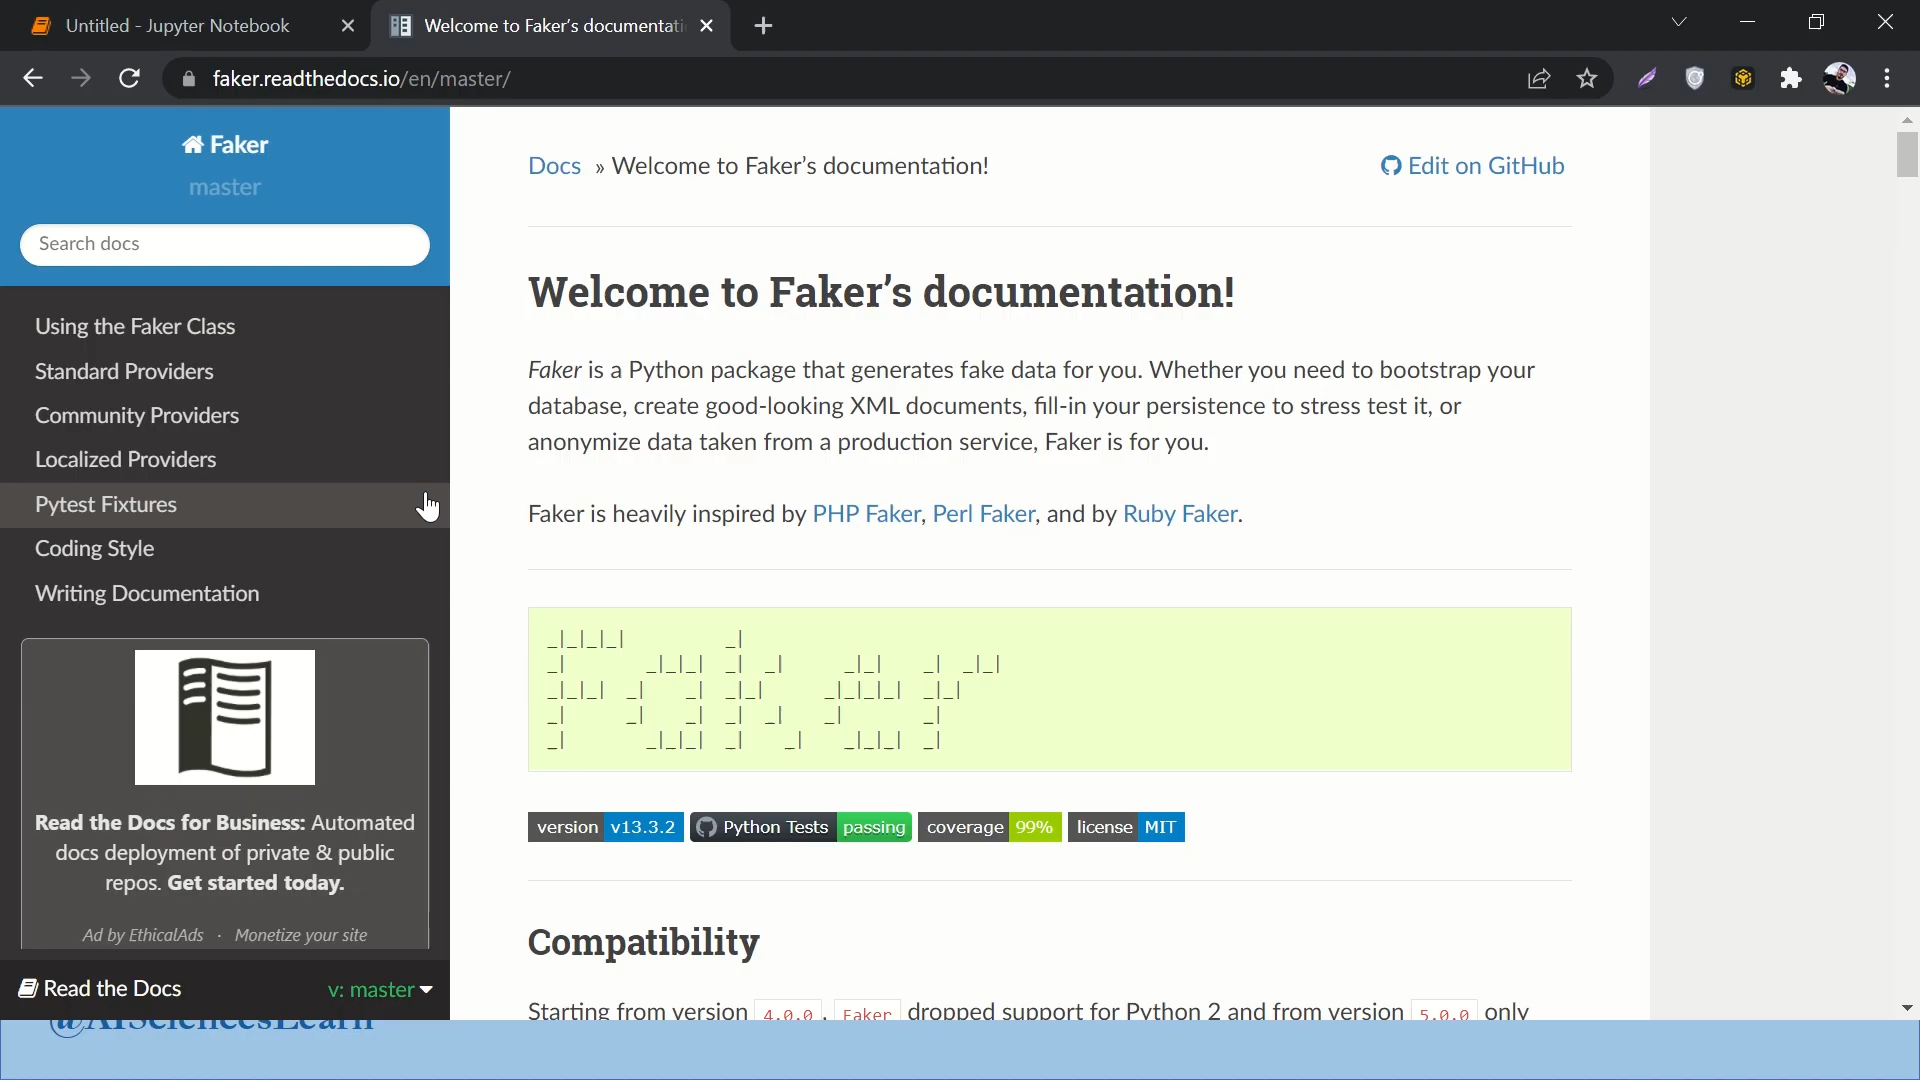 Untitled - Jupyter Notebook
Welcome to Faker's documentati
faker.readthedocs.io/en/master/
Faker
master
Search docs
Using the Faker Class
Standard Providers
Community Providers
Localized Providers
Pytest Fixtures
Coding Style
Writing Documentation
Read the Docs for Business: Automated
docs deployment of private & public
repos. Get started today.
Ad by EthicalAds · Monetize your site
Read the Docs v: master
Docs » Welcome to Faker's documentation!
Edit on GitHub
Welcome to Faker's documentation!
Faker is a Python package that generates fake data for you. Whether you need to bootstrap your
database, create good-looking XML documents, fill-in your persistence to stress test it, or
anonymize data taken from a production service, Faker is for you.
Faker is heavily inspired by PHP Faker, Perl Faker, and by Ruby Faker.
Faker
version v13.3.2 Python Tests passing coverage 99% license MIT
Compatibility
Starting from version 4.0.0, Faker dropped support for Python 2 and from version 5.0.0 only
@AISciencesLearn